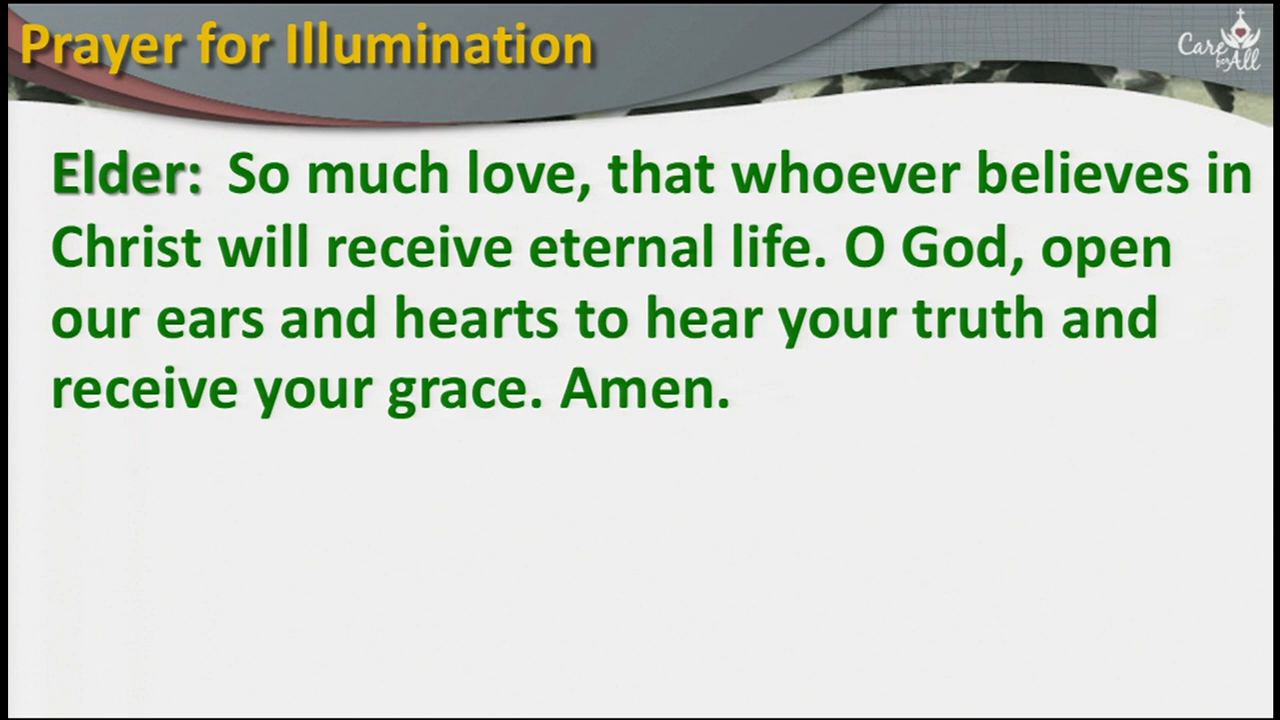 Prayer for Illumination
Care
for All
Elder: So much love, that whoever believes in
Christ will receive eternal life. O God, open
our ears and hearts to hear your truth and
receive your grace. Amen.